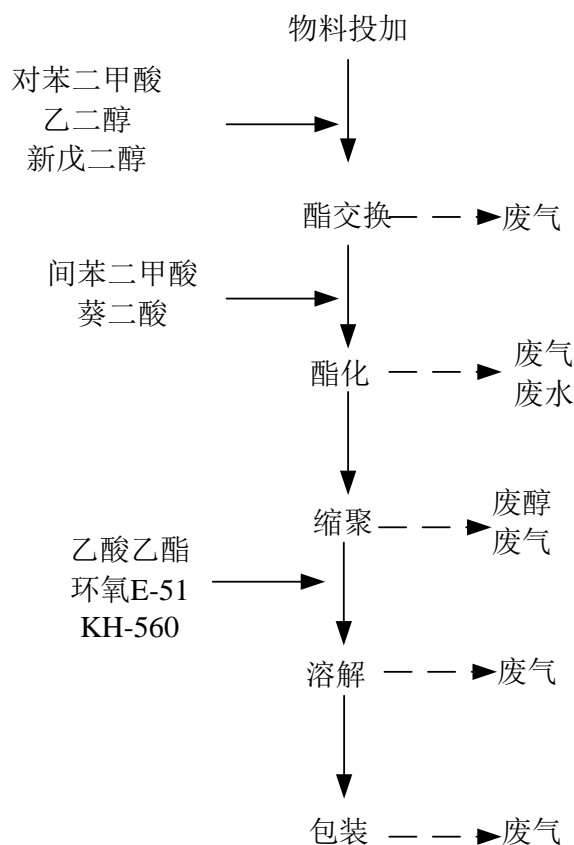 物料投加
对苯二甲酸
乙二醇
新戊二醇
酯交换
废气
间苯二甲酸
葵二酸
酯化
废气
废水
缩聚
废醇
废气
乙酸乙酯
环氧E-51
KH-560
溶解
废气
包装
废气